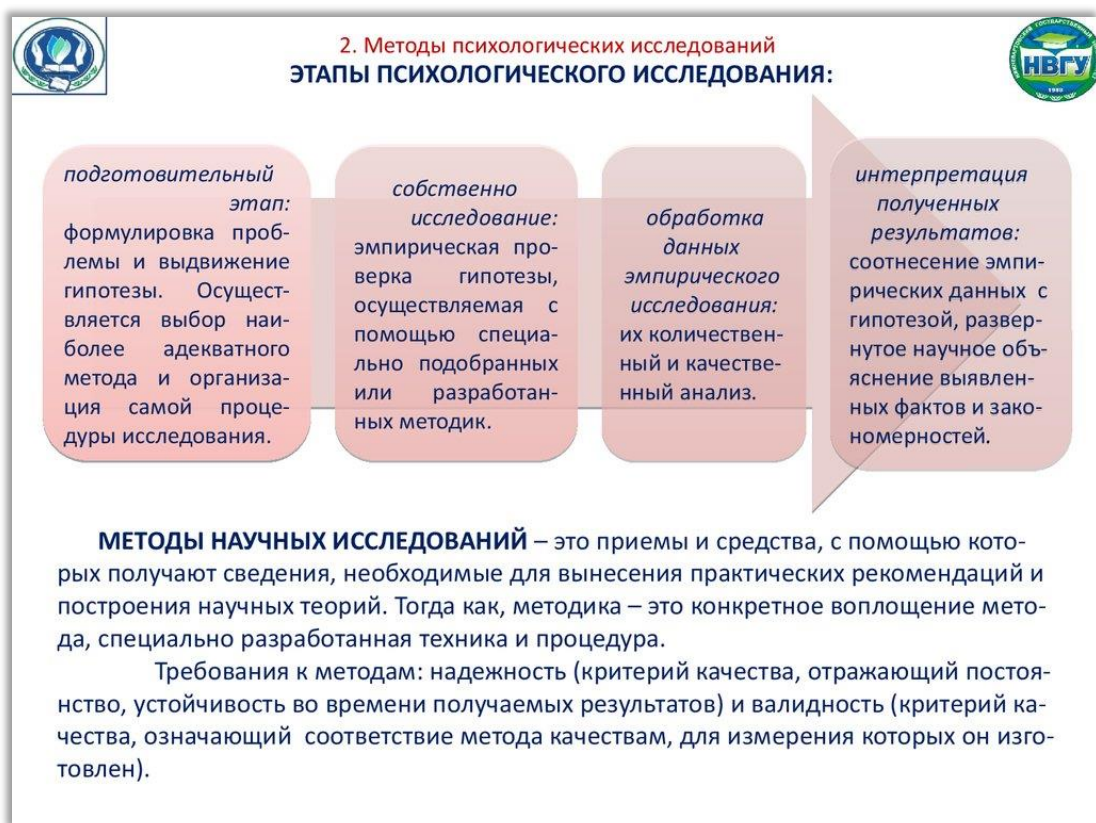 2. Методы психологических исследований
ЭТАПЫ ПСИХОЛОГИЧЕСКОГО ИССЛЕДОВАНИЯ:
НВГУ
подготовительный
этап:
формулировка проб-
лемы и выдвижение
гипотезы. Осущест-
вляется выбор наи-
более адекватного
метода и организа-
ция самой проце-
дуры исследования.
собственно
исследование:
эмпирическая про-
верка гипотезы,
осуществляемая с
помощью специа-
льно подобранных
или разработан-
ных методик.
обработка
данных
эмпирического
исследования:
их количествен-
ный и качестве-
нный анализ.
интерпретация
полученных
результатов:
соотнесение эмпи-
рических данных с
гипотезой, развер-
нутое научное объ-
яснение выявлен-
ных фактов и зако-
номерностей.
МЕТОДЫ НАУЧНЫХ ИССЛЕДОВАНИЙ – это приемы и средства, с помощью кото-
рых получают сведения, необходимые для вынесения практических рекомендаций и
построения научных теорий. Тогда как, методика – это конкретное воплощение мето-
да, специально разработанная техника и процедура.
Требования к методам: надежность (критерий качества, отражающий постоя-
нство, устойчивость во времени получаемых результатов) и валидность (критерий ка-
чества, означающий соответствие метода качествам, для измерения которых он изго-
товлен).